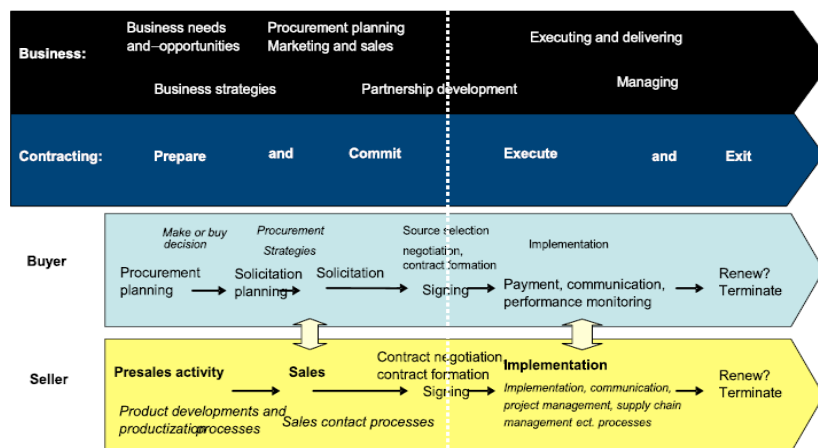 Business:
Business needs
and–opportunities
Procurement planning
Marketing and sales
Executing and delivering
Business strategies
Partnership development
Managing
Contracting:
Prepare
and
Commit
Execute
and
Exit
Buyer
Make or buy
decision
Procurement
Strategies
Source selection
negotiation,
contract formation
Implementation
Procurement
planning
Solicitation
planning
Solicitation
Signing
Payment, communication,
performance monitoring
Renew?
Terminate
Seller
Presales activity
Sales
Contract negotiation
contract formation
Signing
Implementation
Implementation, communication,
project management, supply chain
management ect. processes
Renew?
Terminate
Product developments and
productization processes
Sales contact processes